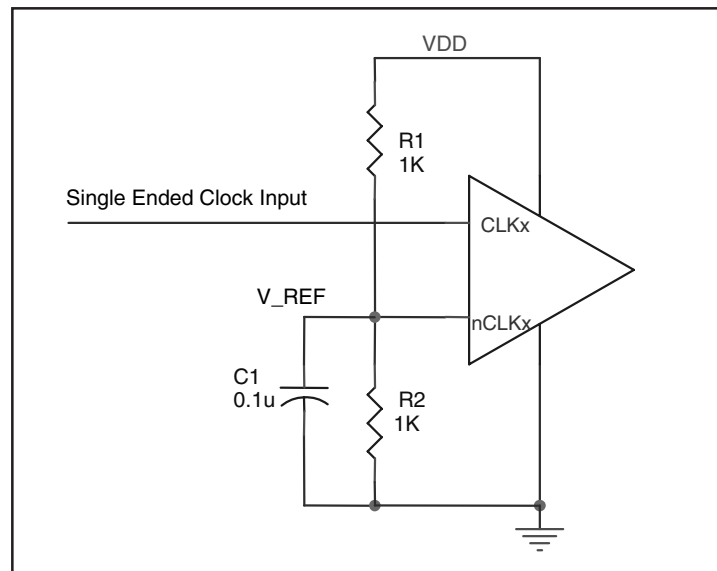 VDD
R1
1K
Single Ended Clock Input
CLKx
V_REF
nCLKx
C1
0.1u
R2
1K